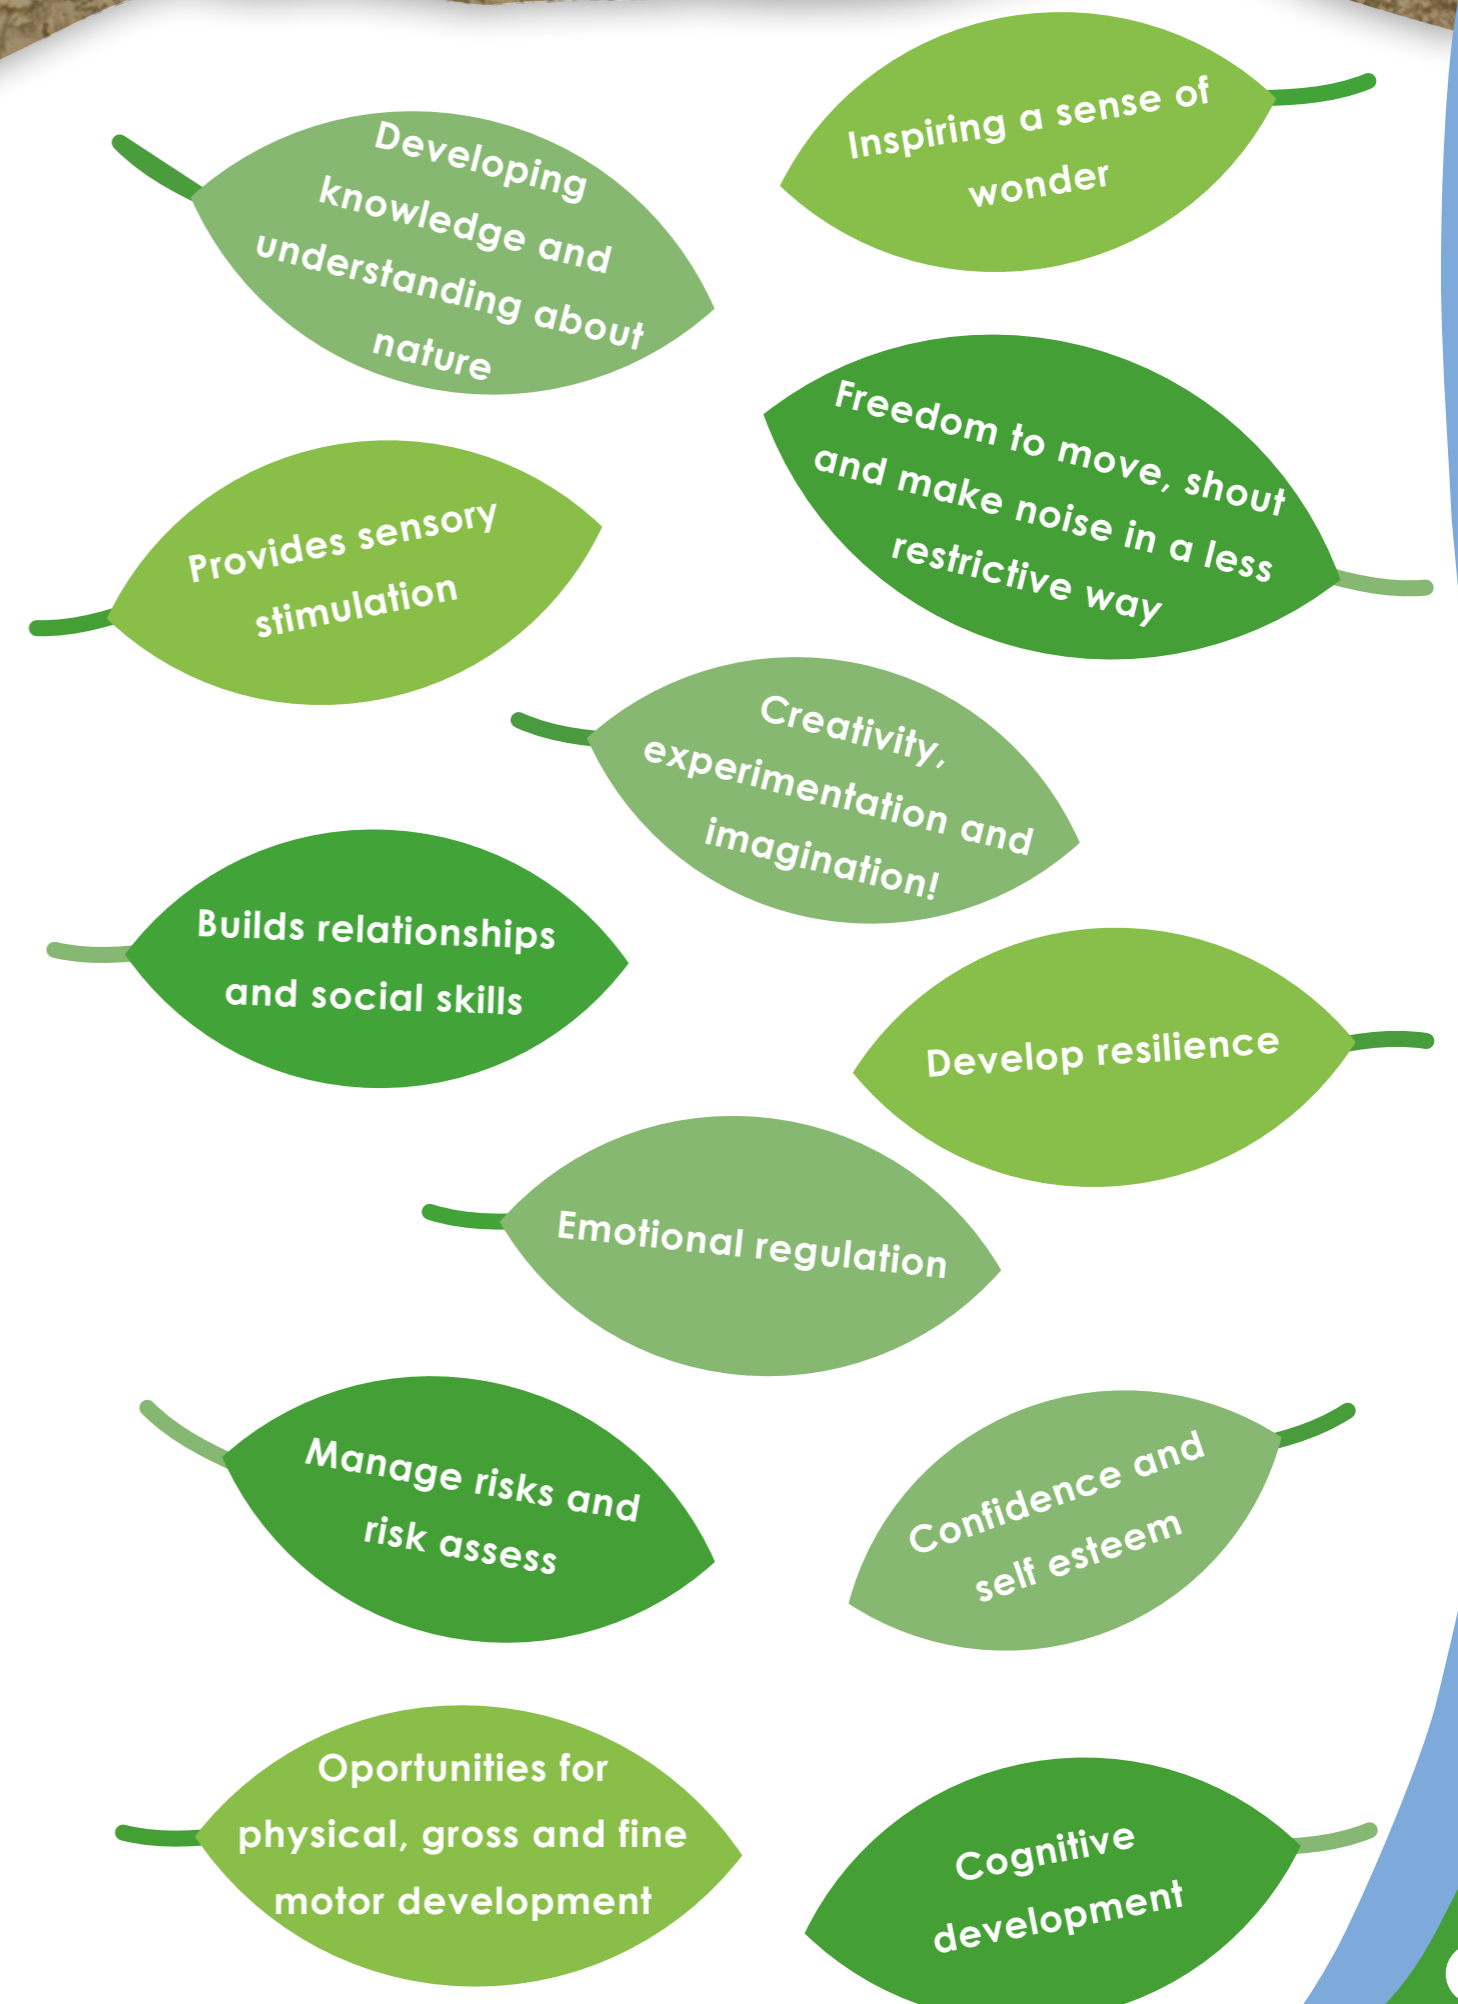 Inspiring a sense of
wonder
Developing
knowledge and
understanding about
nature
Freedom to move, shout
and make noise in a less
restrictive way
Provides sensory
stimulation
Creativity,
experimentation and
imagination!
Builds relationships
and social skills
Develop resilience
Emotional regulation
Manage risks and
risk assess
Confidence and
self esteem
Oportunities for
physical, gross and fine
motor development
Cognitive
development